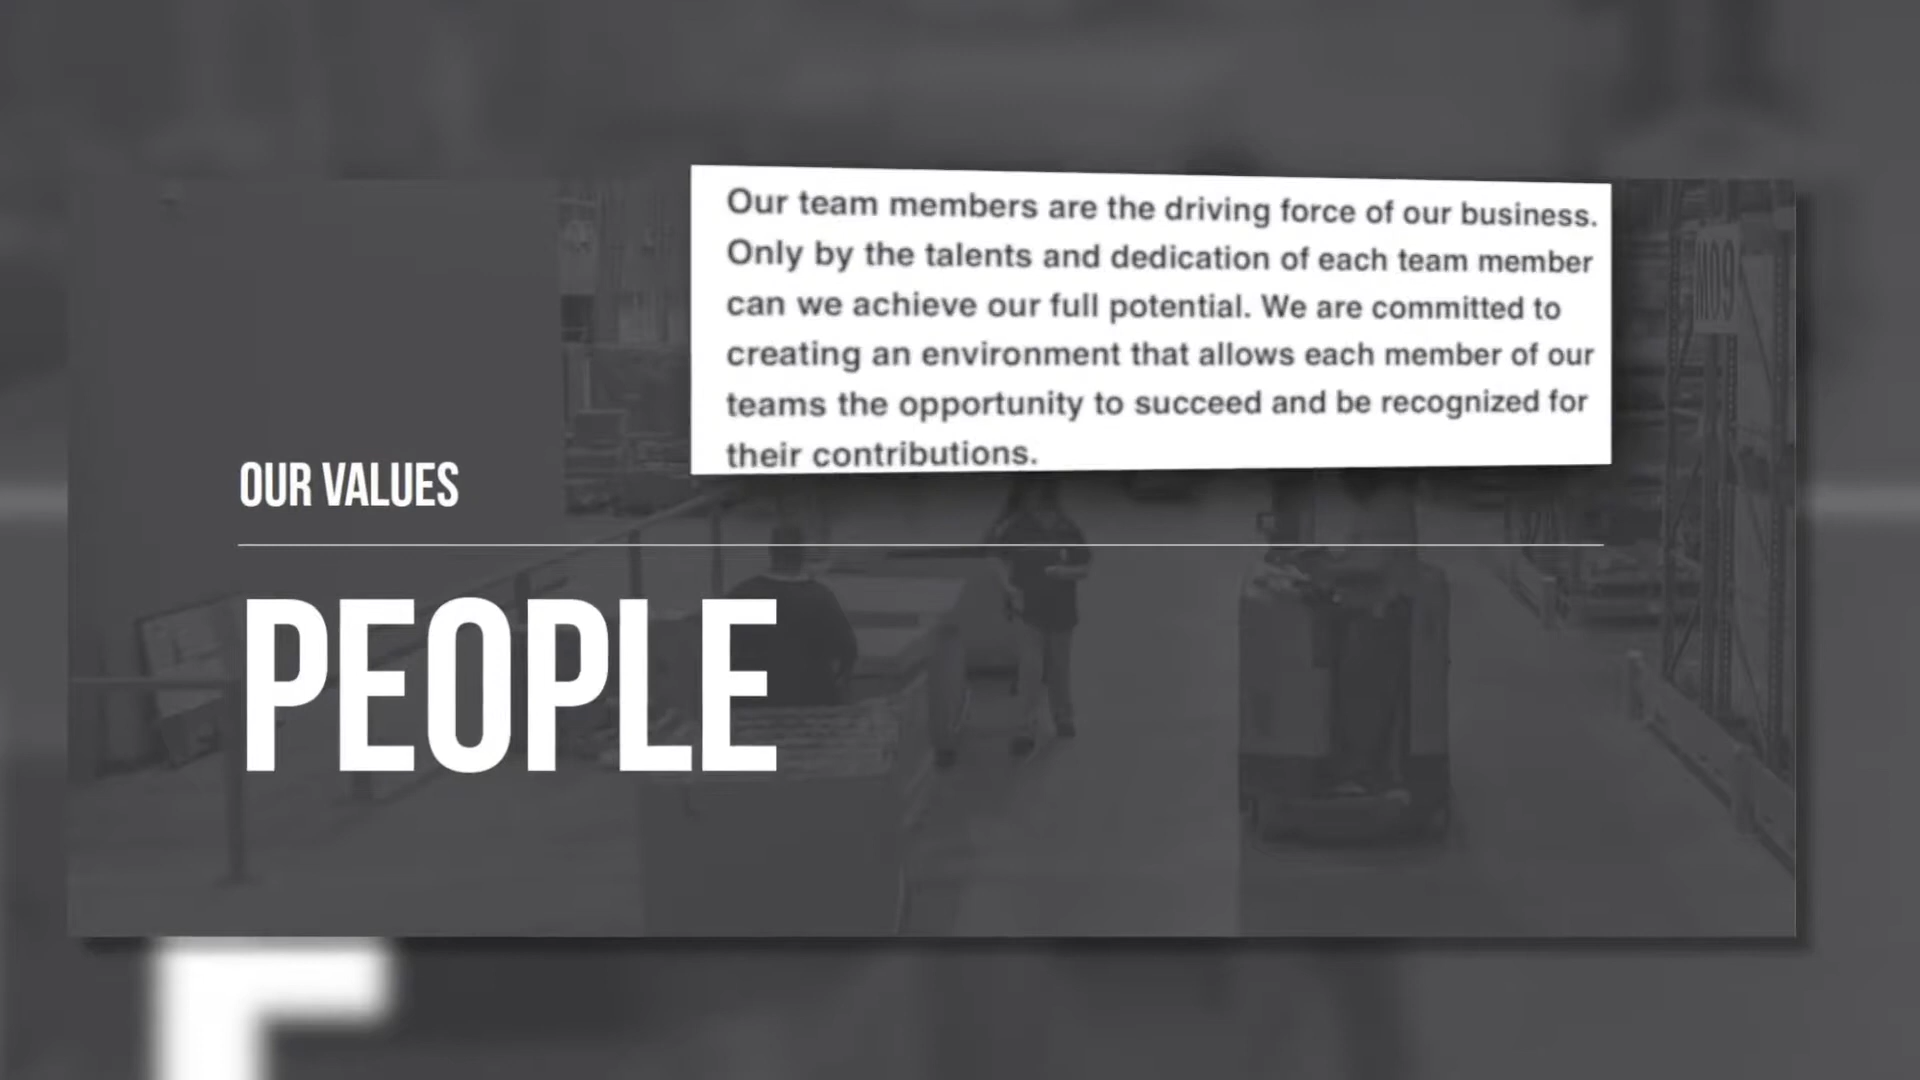 Our team members are the driving force of our business.
Only by the talents and dedication of each team member
can we achieve our full potential. We are committed to
creating an environment that allows each member of our
teams the opportunity to succeed and be recognized for
their contributions.
OUR VALUES
PEOPLE
M09